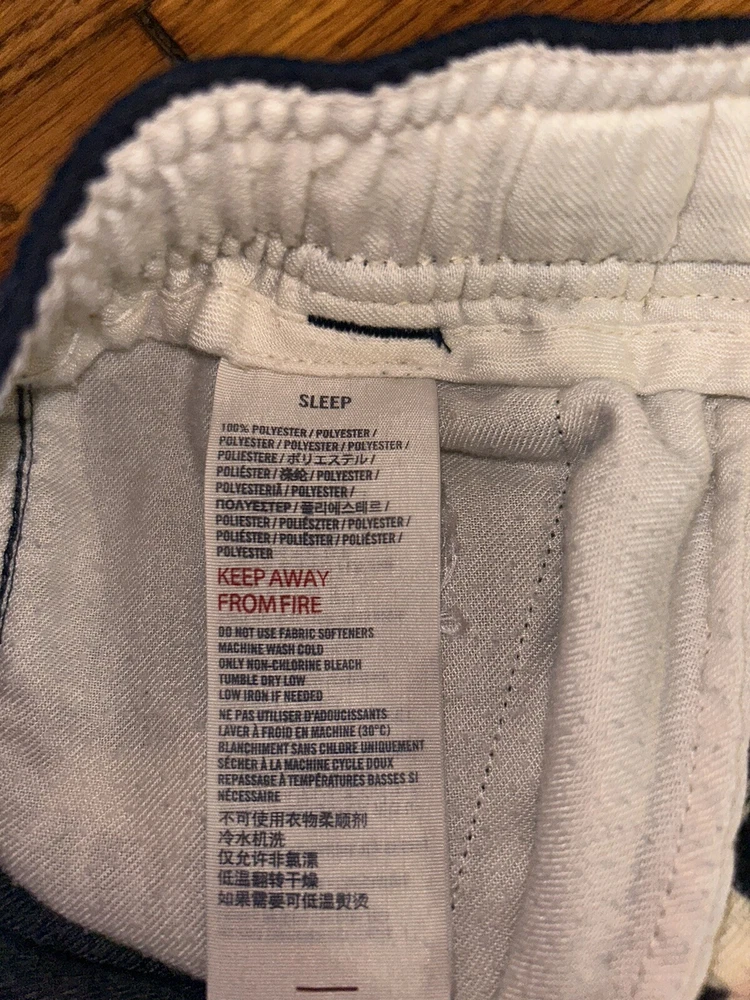 SLEEP
100% POLYESTER / POLYESTER /
POLYESTER / POLYESTER / POLYESTER /
POLIESTERE / ポリエステル /
POLIÉSTER / 涤纶 / POLYESTER /
POLYESTERIÄ / POLYESTER /
ПОЛУЕСТЕР / 폴리에스테르 /
POLIESTER / POLIÉSZTER / POLYESTER /
POLIESTER / POLIËSTER / POLIÉSTER /
POLYESTER
KEEP AWAY
FROM FIRE
DO NOT USE FABRIC SOFTENERS
MACHINE WASH COLD
ONLY NON-CHLORINE BLEACH
TUMBLE DRY LOW
LOW IRON IF NEEDED
NE PAS UTILISER D'ADOUCISSANTS
LAVER À FROID EN MACHINE (30°C)
BLANCHIMENT SANS CHLORE UNIQUEMENT
SÉCHER À LA MACHINE CYCLE DOUX
REPASSAGE À TEMPÉRATURES BASSES SI
NÉCESSAIRE
不可使用衣物柔顺剂
冷水机洗
仅允许非氯漂
低温翻转干燥
如果需要可低温熨烫